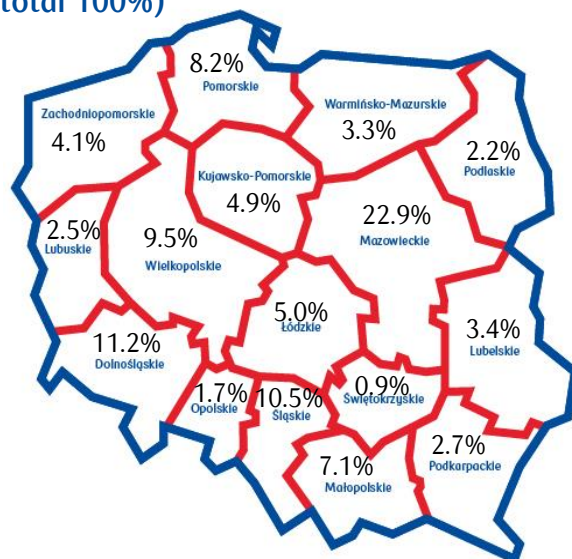 total 100%)
8.2%
Pomorskie
Zachodniopomorskie
4.1%
Warmińsko-Mazurskie
3.3%
2.2%
Podlaskie
Kujawsko-Pomorskie
4.9%
2.5%
Lubuskie
9.5%
Wielkopolskie
22.9%
Mazowieckie
5.0%
Łódzkie
11.2%
Dolnośląskie
3.4%
Lubelskie
1.7%
Opolskie
10.5%
Śląskie
0.9%
Świętokrzyskie
7.1%
Małopolskie
2.7%
Podkarpackie